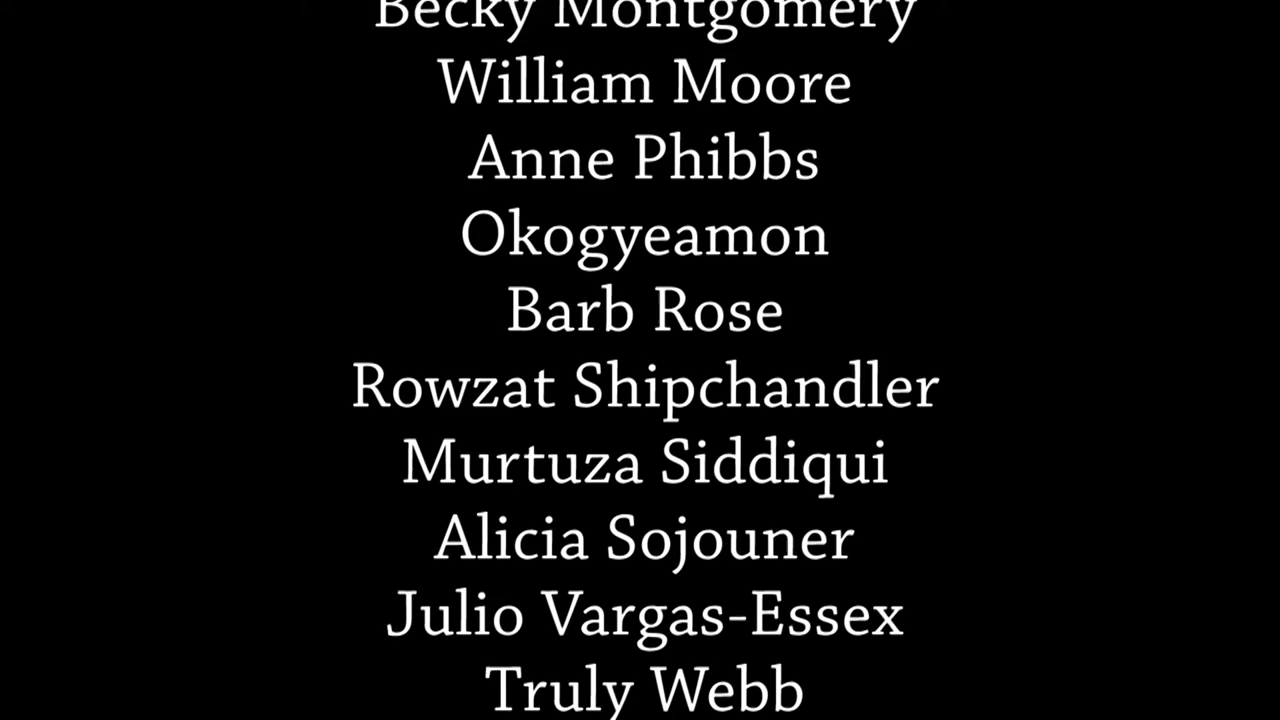 Becky Montgomery
William Moore
Anne Phibbs
Okogyeamon
Barb Rose
Rowzat Shipchandler
Murtuza Siddiqui
Alicia Sojouner
Julio Vargas-Essex
Truly Webb